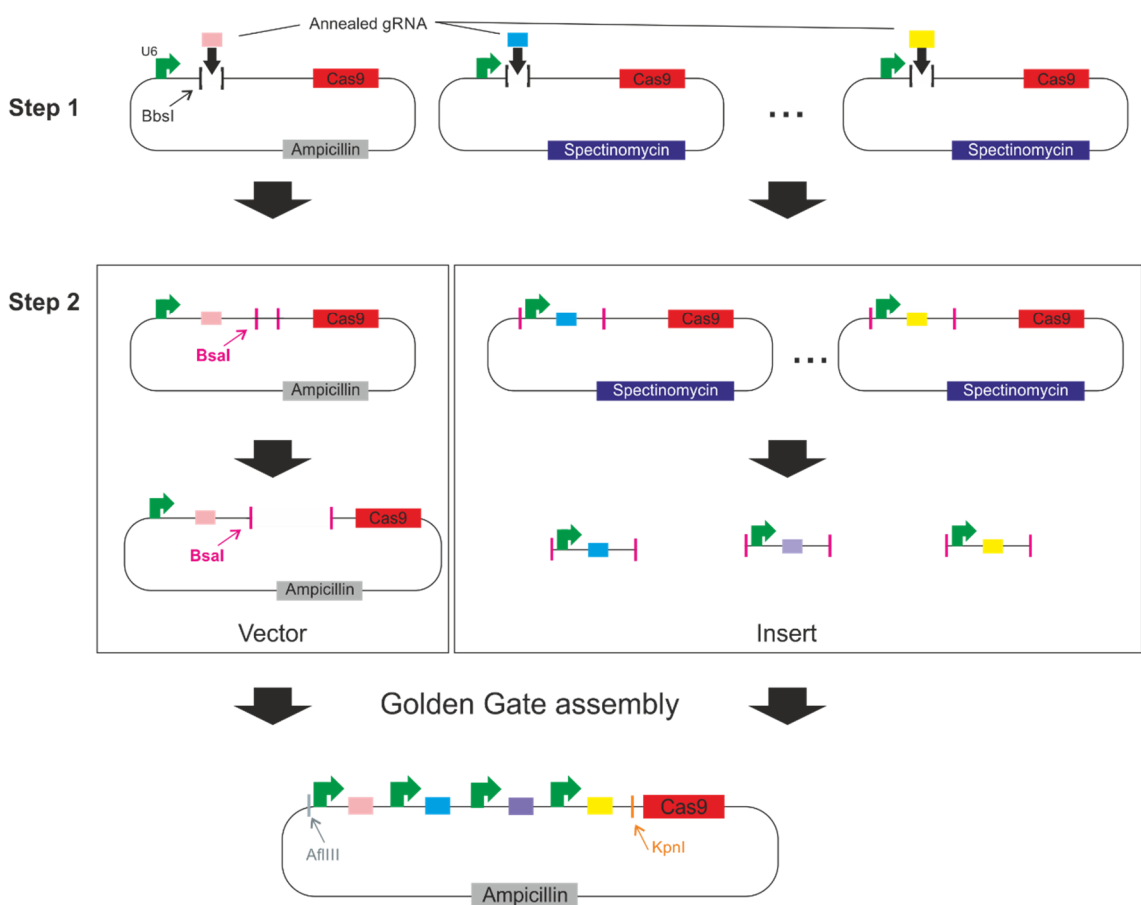 Annealed gRNA
U6
Step 1
Cas9
Cas9
Cas9
BbsI
...
Ampicillin
Spectinomycin
Spectinomycin
Step 2
Cas9
Cas9
Cas9
BsaI
...
Ampicillin
Spectinomycin
Spectinomycin
Cas9
BsaI
Ampicillin
Vector
Insert
Golden Gate assembly
Cas9
AflIII
KpnI
Ampicillin